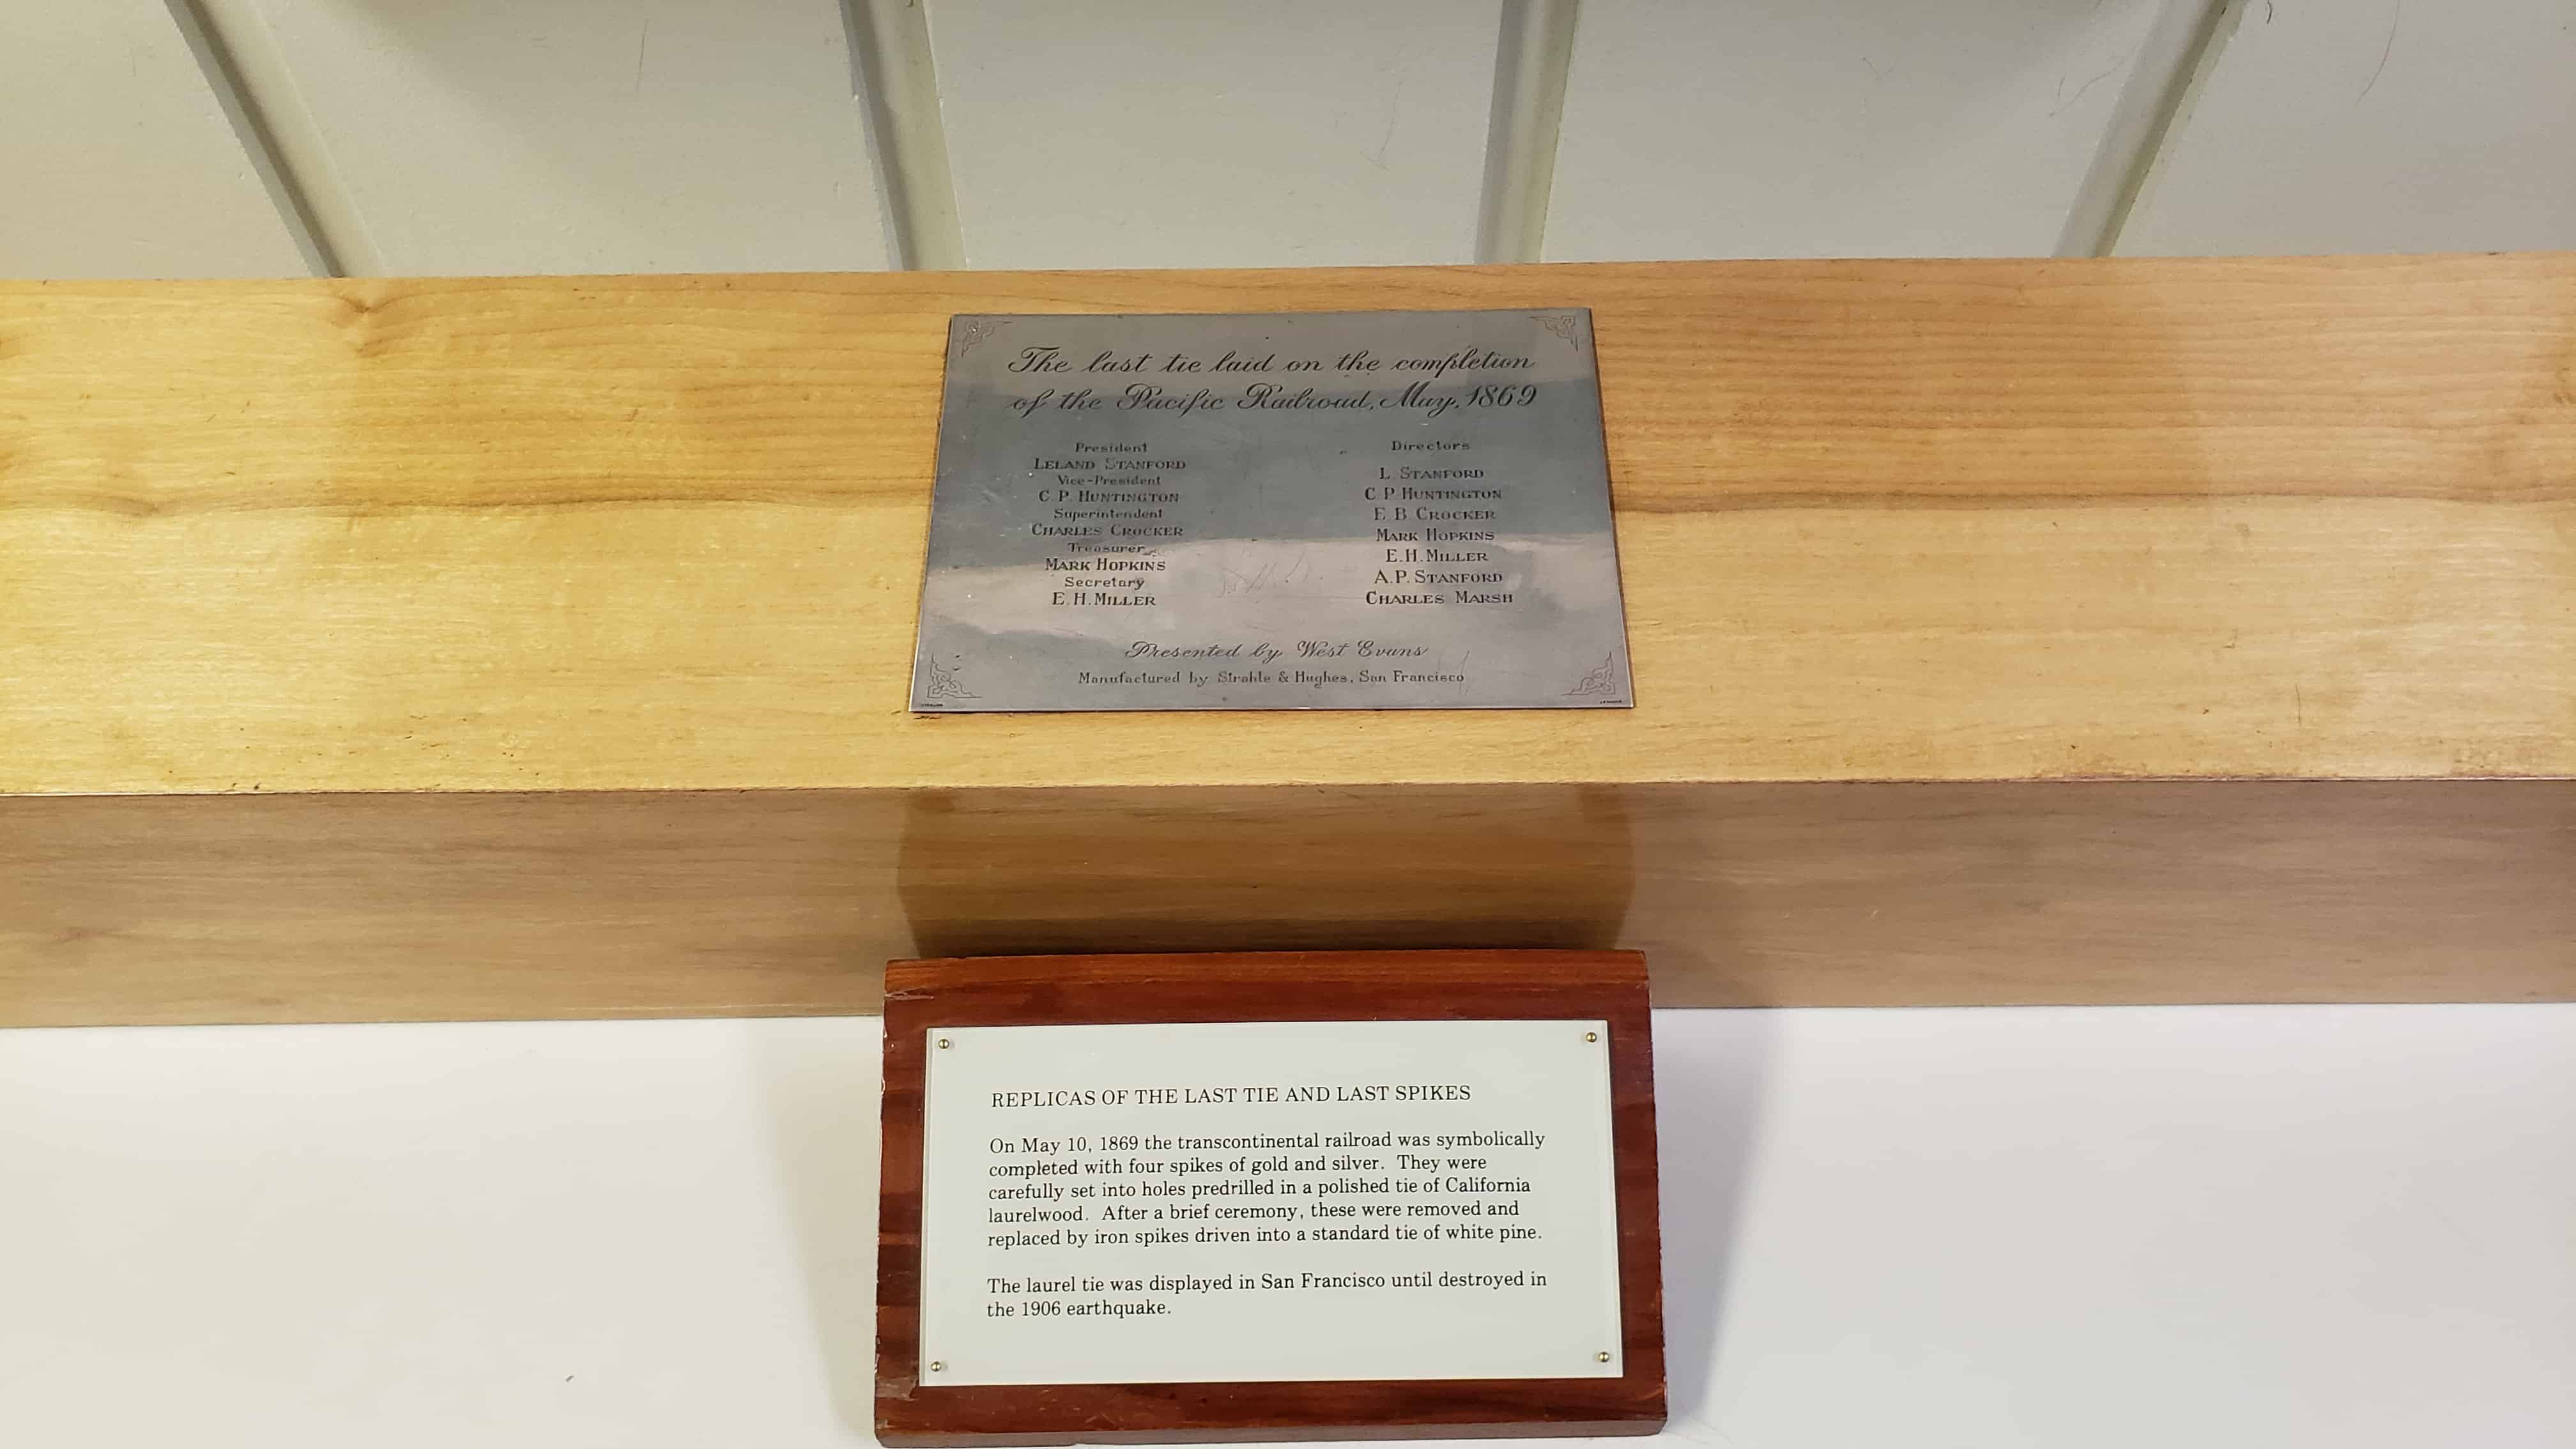 The last tie laid on the completion
of the Pacific Railroad, May, 1869
President
LELAND STANFORD
Vice-President
C. P. HUNTINGTON
Superintendent
CHARLES CROCKER
Treasurer
MARK HOPKINS
Secretary
E. H. MILLER
Directors
L. STANFORD
C. P. HUNTINGTON
E. B. CROCKER
MARK HOPKINS
E. H. MILLER
A. P. STANFORD
CHARLES MARSH
Presented by West Evans
Manufactured by Strahle & Hughes, San Francisco
REPLICAS OF THE LAST TIE AND LAST SPIKES
On May 10, 1869 the transcontinental railroad was symbolically
completed with four spikes of gold and silver. They were
carefully set into holes predrilled in a polished tie of California
laurelwood. After a brief ceremony, these were removed and
replaced by iron spikes driven into a standard tie of white pine.
The laurel tie was displayed in San Francisco until destroyed in
the 1906 earthquake.